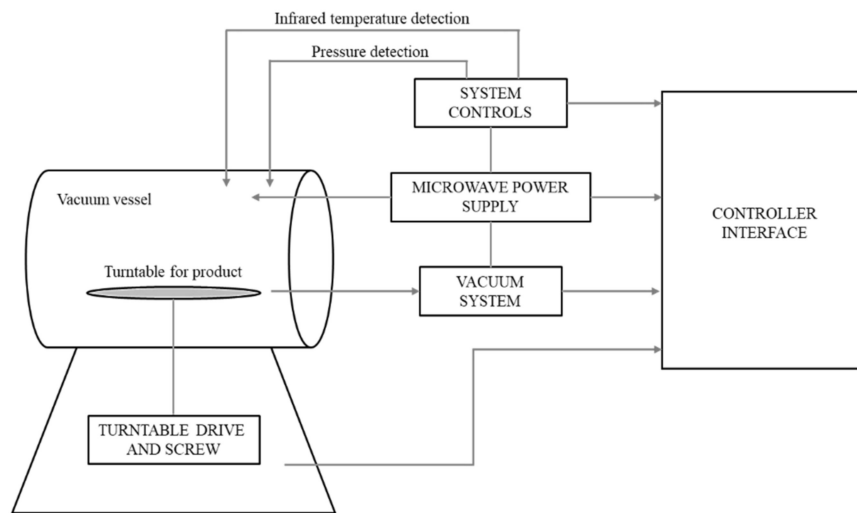 Infrared temperature detection
Pressure detection
SYSTEM
CONTROLS
Vacuum vessel
MICROWAVE POWER
SUPPLY
CONTROLLER
INTERFACE
Turntable for product
VACUUM
SYSTEM
TURNTABLE DRIVE
AND SCREW